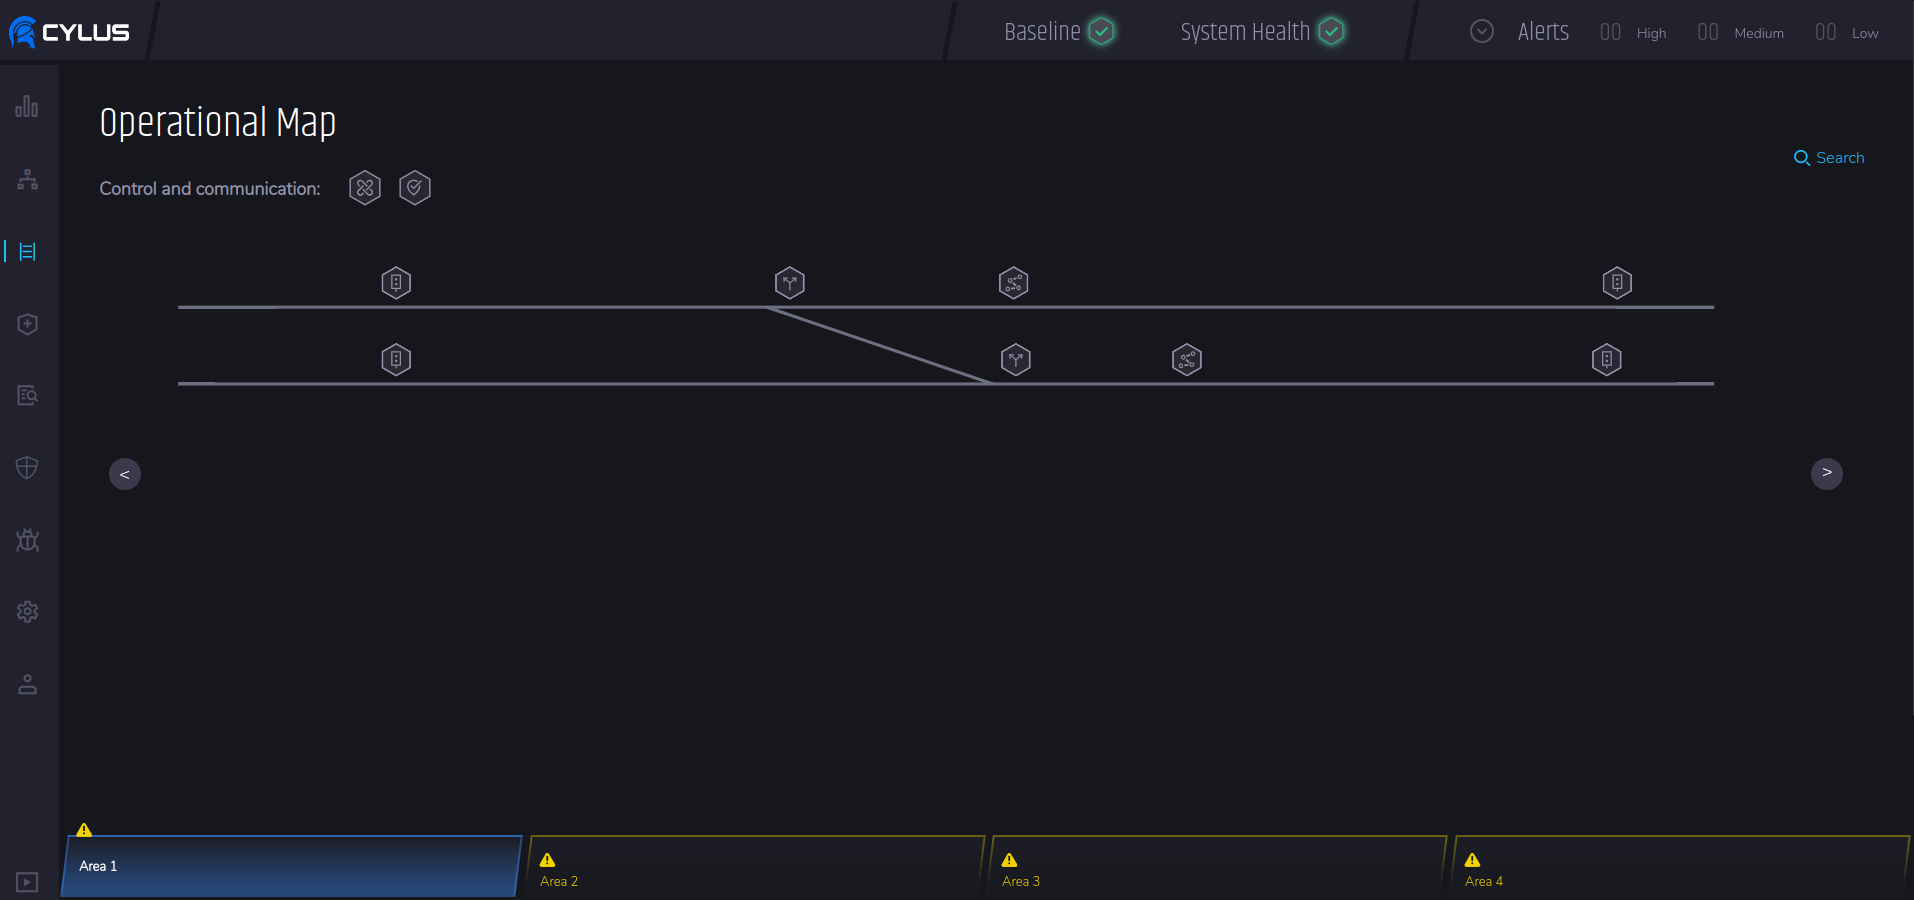 CYLUS
Baseline
System Health
Alerts
00 High
00 Medium
00 Low
Operational Map
Search
Control and communication:
<
>
Area 1
Area 2
Area 3
Area 4